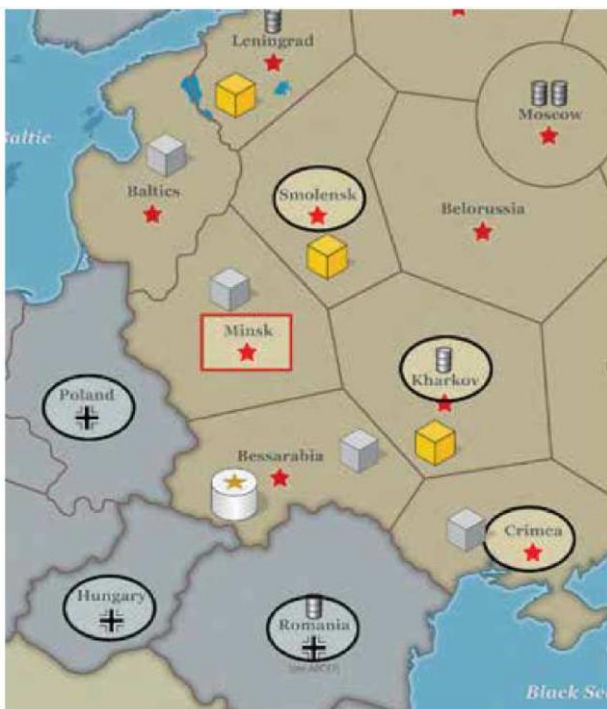 Leningrad
Moscow
Baltic
Baltics
Smolensk
Belorussia
Minsk
Kharkov
Poland
Bessarabia
Crimea
Hungary
Romania
Black Se